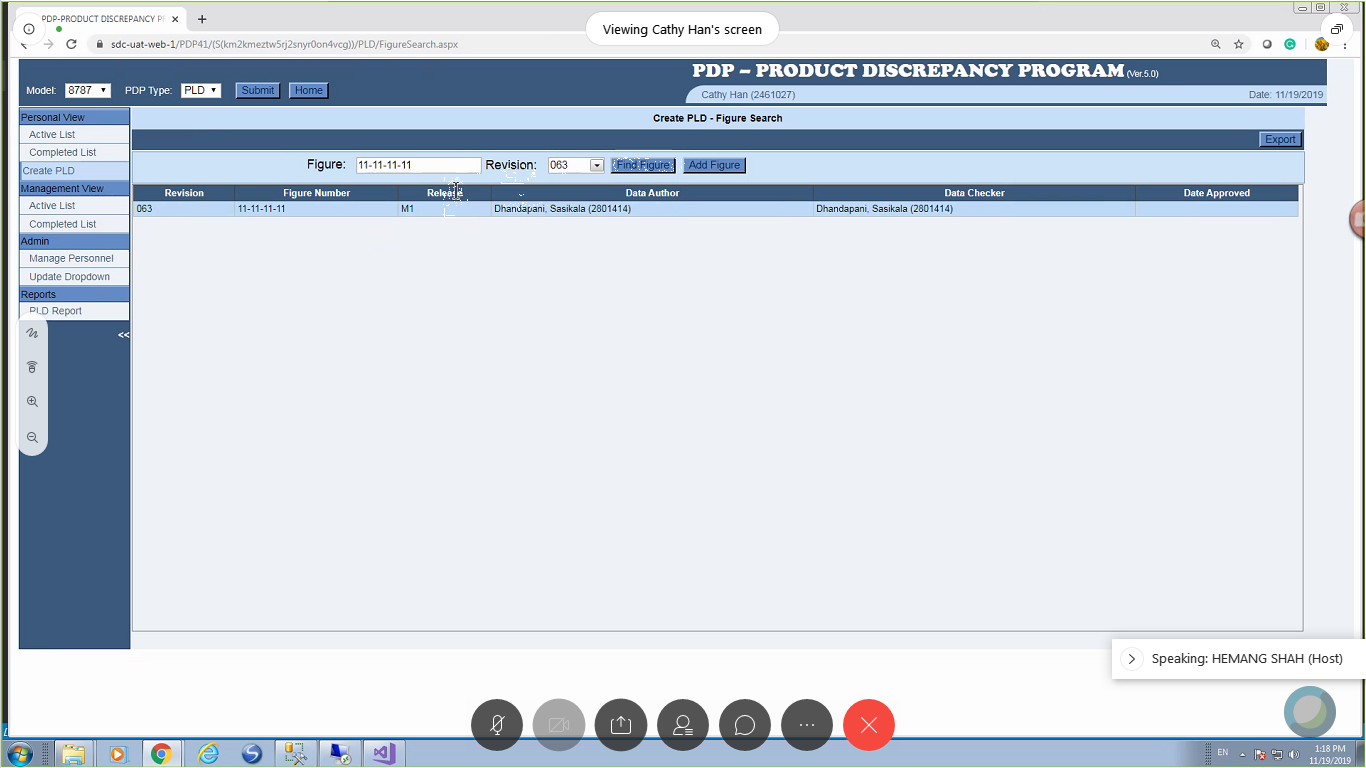 PDP-PRODUCT DISCREPANCY P
Viewing Cathy Han's screen
sdc-uat-web-1/PDP41/(S(km2kmeztw5rj2snyr0on4vcg))/PLD/FigureSearch.aspx
PDP – PRODUCT DISCREPANCY PROGRAM (Ver.5.0)
Model: 8787 PDP Type: PLD Submit Home
Cathy Han (2461027) Date: 11/19/2019
Personal View
Active List
Completed List
Create PLD
Management View
Active List
Completed List
Admin
Manage Personnel
Update Dropdown
Reports
PLD Report
<<
Create PLD - Figure Search
Export
Figure: 11-11-11-11 Revision: 063 Find Figure Add Figure
Revision Figure Number Release Data Author Data Checker Date Approved
063 11-11-11-11 M1 Dhandapani, Sasikala (2801414) Dhandapani, Sasikala (2801414)
Speaking: HEMANG SHAH (Host)
EN
1:18 PM
11/19/2019